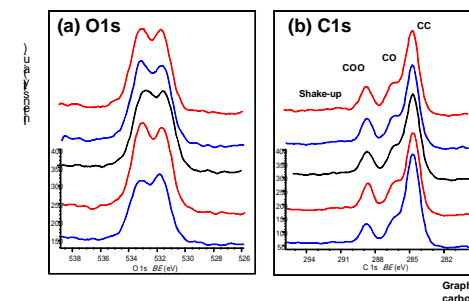 (a) O1s
(b) C1s
CC
CO
COO
Shake-up
400
350
300
250
200
150
538 536 534 532 530 528 526
O 1s BE (eV)
400
350
300
250
200
150
100
50
294 291 288 285 282
C 1s BE (eV)
Grapt
carbo